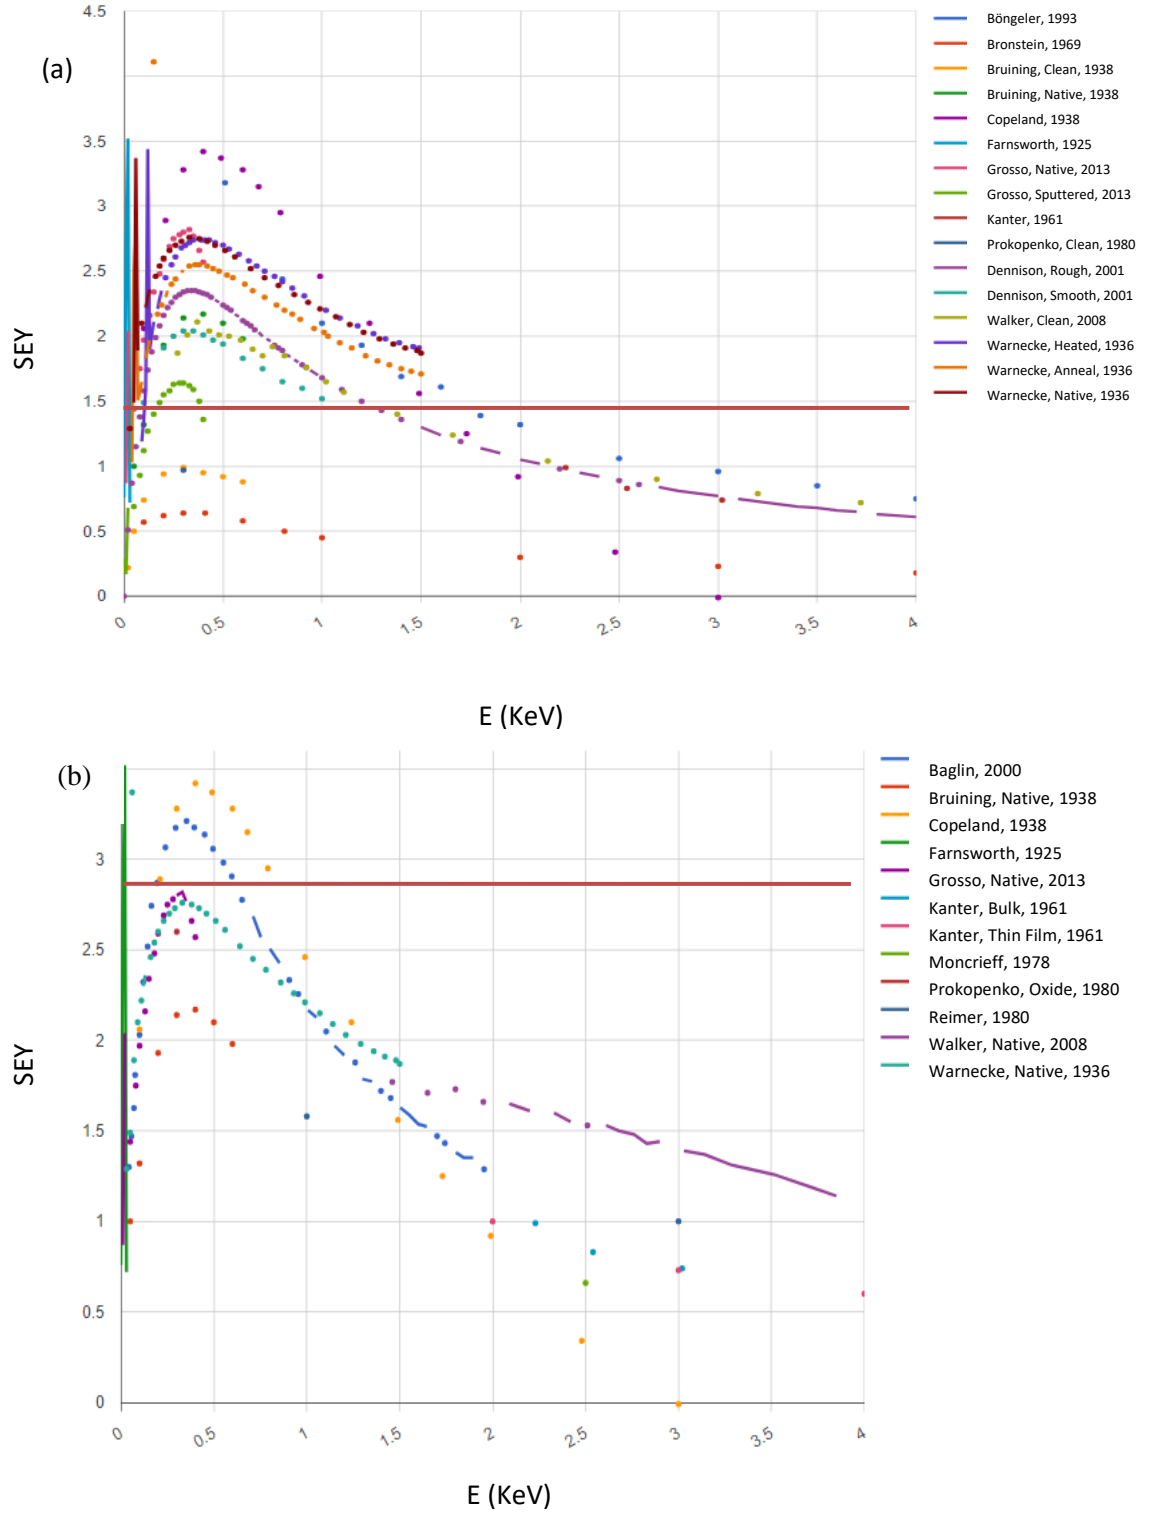 (a)
SEY
4.5
3.5
3
2.5
2
1.5
1
0.5
0
0
0.5
1
1.5
2
2.5
3
3.5
4
E (KeV)
Böngeler, 1993
Bronstein, 1969
Bruining, Clean, 1938
Bruining, Native, 1938
Copeland, 1938
Farnsworth, 1925
Grosso, Native, 2013
Grosso, Sputtered, 2013
Kanter, 1961
Prokopenko, Clean, 1980
Dennison, Rough, 2001
Dennison, Smooth, 2001
Walker, Clean, 2008
Warnecke, Heated, 1936
Warnecke, Anneal, 1936
Warnecke, Native, 1936
(b)
SEY
3
2.5
2
1.5
1
0.5
0
0
0.5
1
1.5
2
2.5
3
3.5
4
E (KeV)
Baglin, 2000
Bruining, Native, 1938
Copeland, 1938
Farnsworth, 1925
Grosso, Native, 2013
Kanter, Bulk, 1961
Kanter, Thin Film, 1961
Moncrieff, 1978
Prokopenko, Oxide, 1980
Reimer, 1980
Walker, Native, 2008
Warnecke, Native, 1936